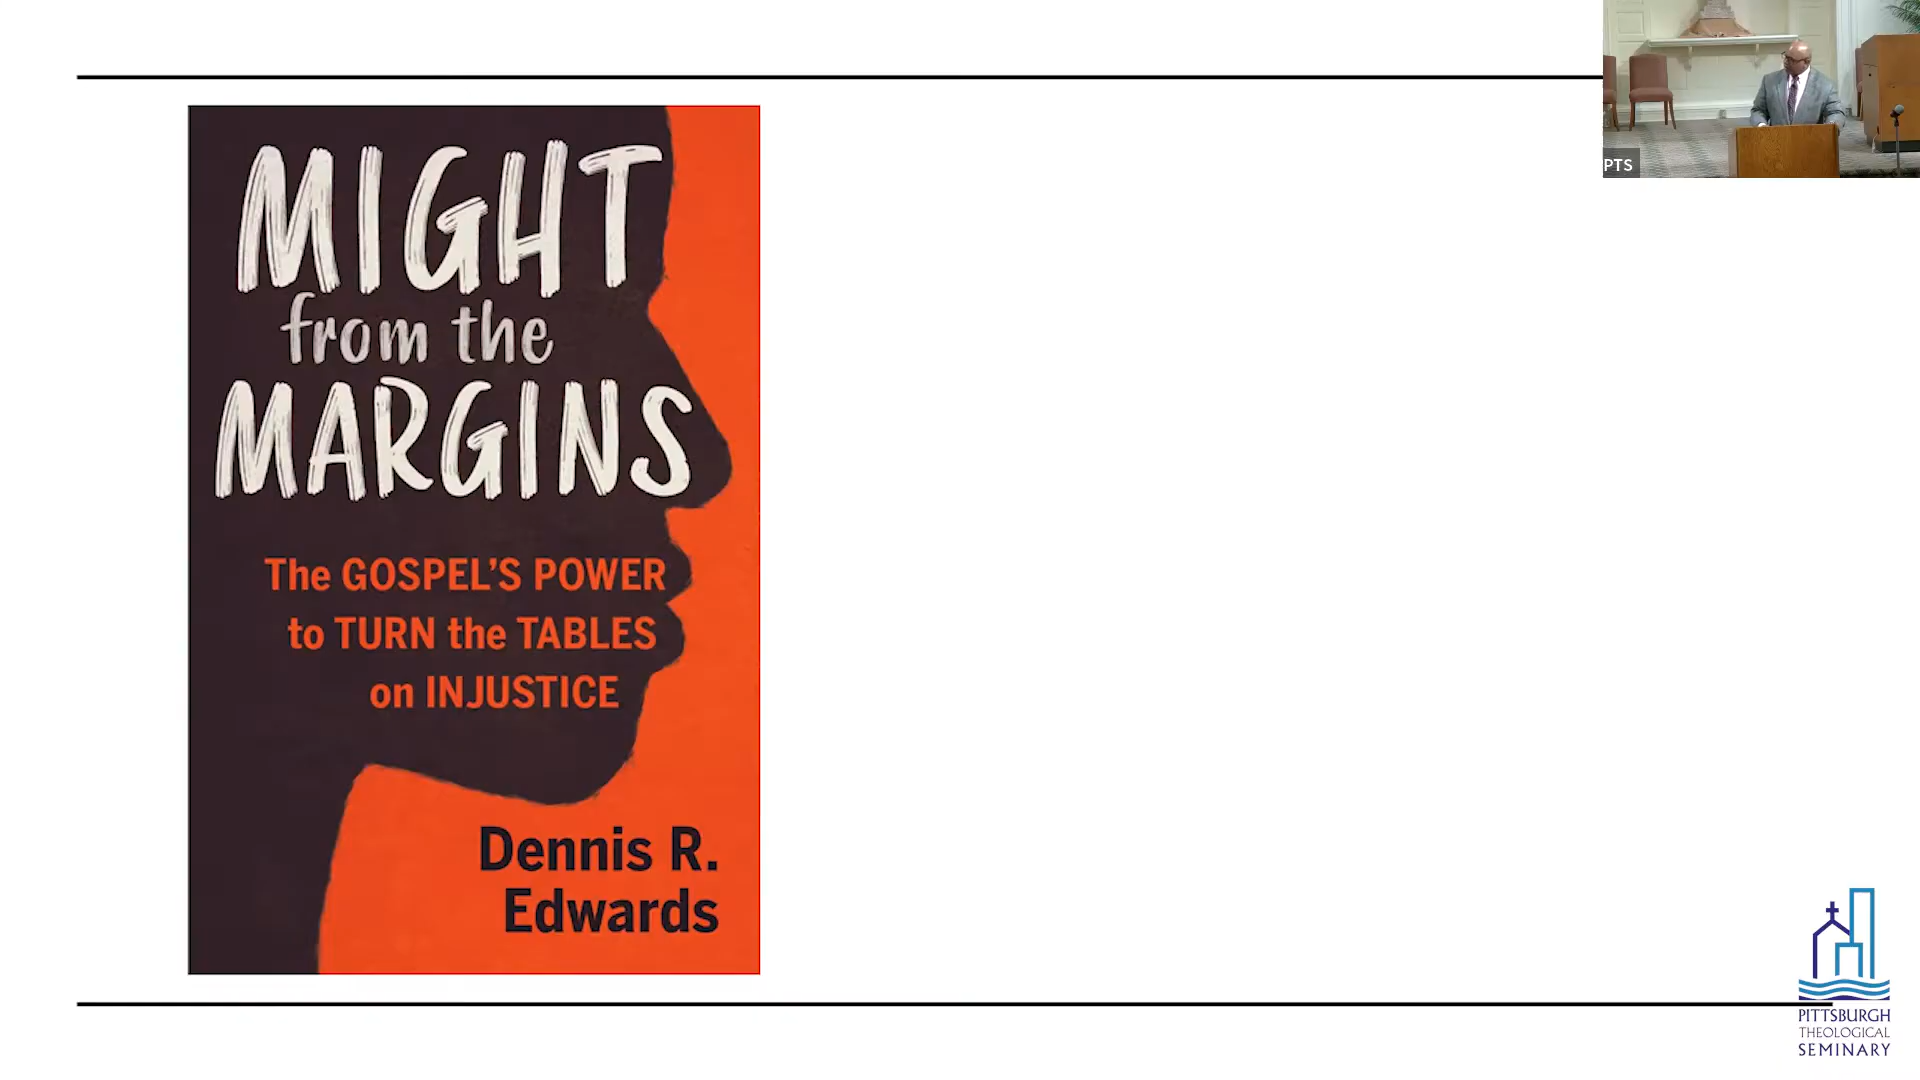 MIGHT
from the
MARGINS
The GOSPEL'S POWER
to TURN the TABLES
on INJUSTICE
Dennis R.
Edwards
PTS
PITTSBURGH
THEOLOGICAL
SEMINARY